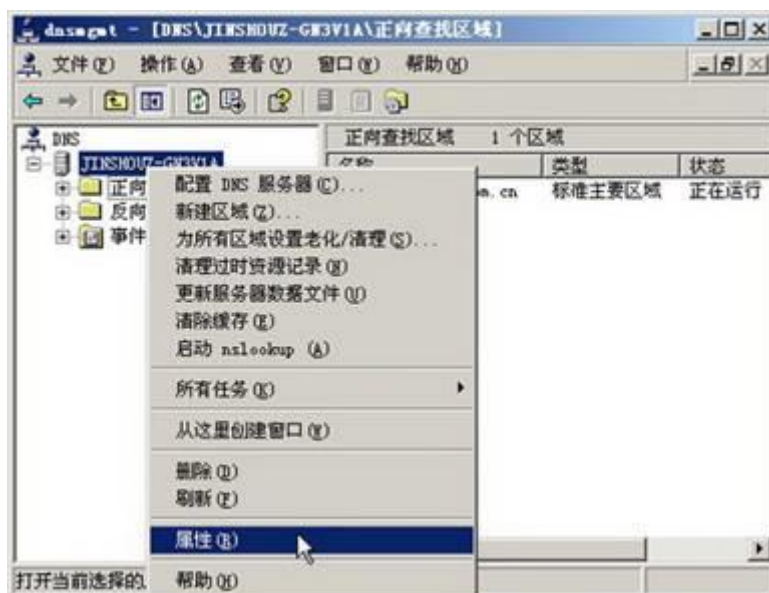 dnsmgmt - [DNS\JINSHOUZ-GN3V1A\正向查找区域]
文件(F) 操作(A) 查看(V) 窗口(W) 帮助(H)
DNS
正向查找区域 1 个区域
JINSHOUZ-GN3V1A
名称 类型 状态
正向
m.cn 标准主要区域 正在运行
反向
事件
配置 DNS 服务器(C)...
新建区域(Z)...
为所有区域设置老化/清理(S)...
清理过时资源记录(N)
更新服务器数据文件(U)
清除缓存(E)
启动 nslookup (A)
所有任务(K)
从这里创建窗口(W)
删除(D)
刷新(F)
属性(R)
打开当前选择的
帮助(H)